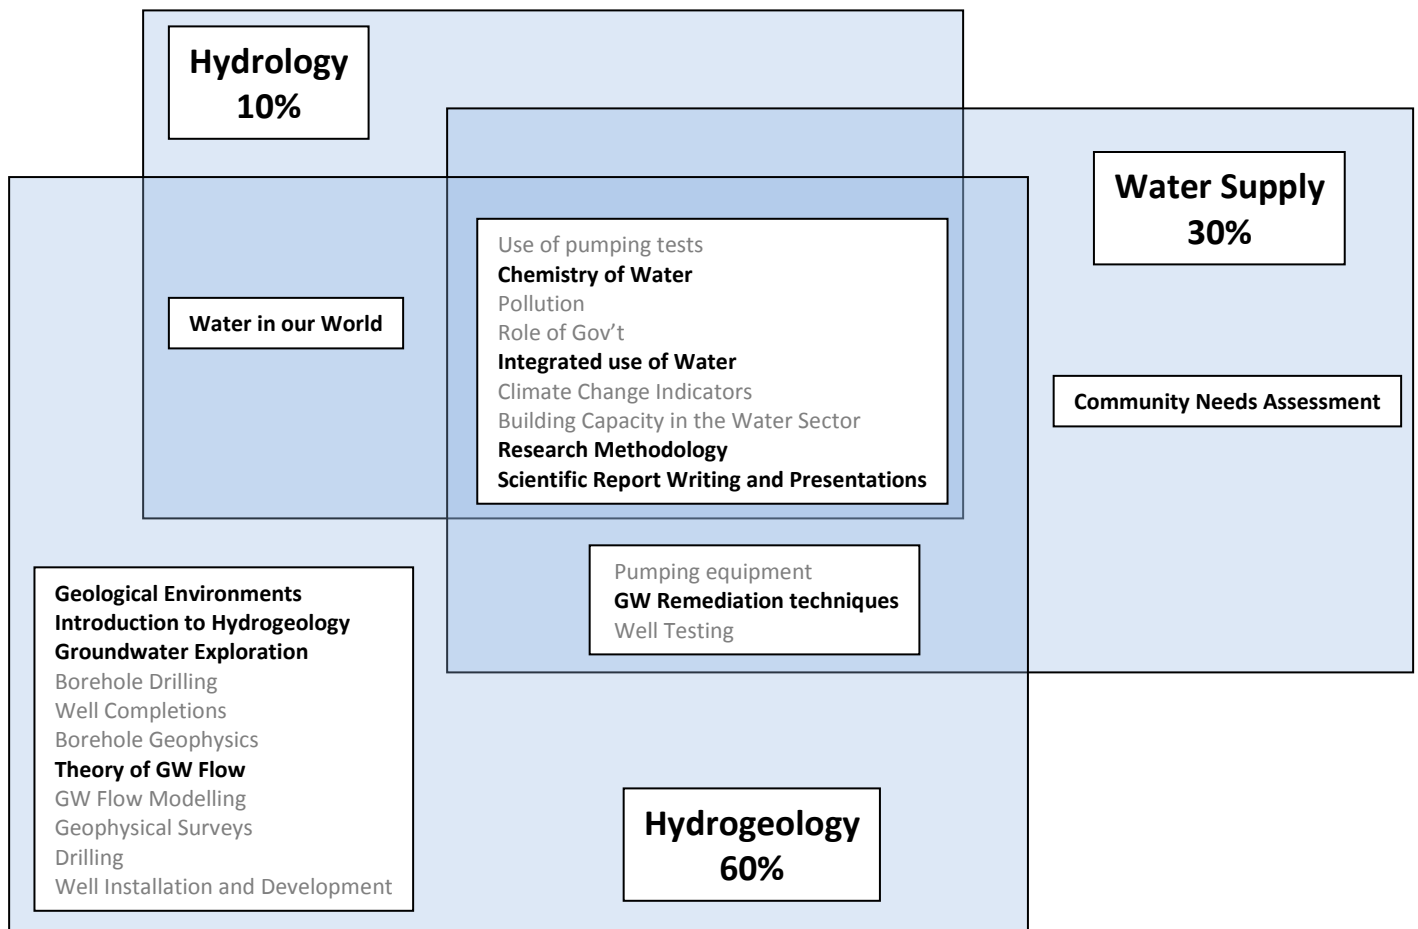 Hydrology
10%
Water Supply
30%
Use of pumping tests
Chemistry of Water
Pollution
Role of Gov’t
Integrated use of Water
Climate Change Indicators
Building Capacity in the Water Sector
Research Methodology
Scientific Report Writing and Presentations
Water in our World
Community Needs Assessment
Pumping equipment
GW Remediation techniques
Well Testing
Geological Environments
Introduction to Hydrogeology
Groundwater Exploration
Borehole Drilling
Well Completions
Borehole Geophysics
Theory of GW Flow
GW Flow Modelling
Geophysical Surveys
Drilling
Well Installation and Development
Hydrogeology
60%